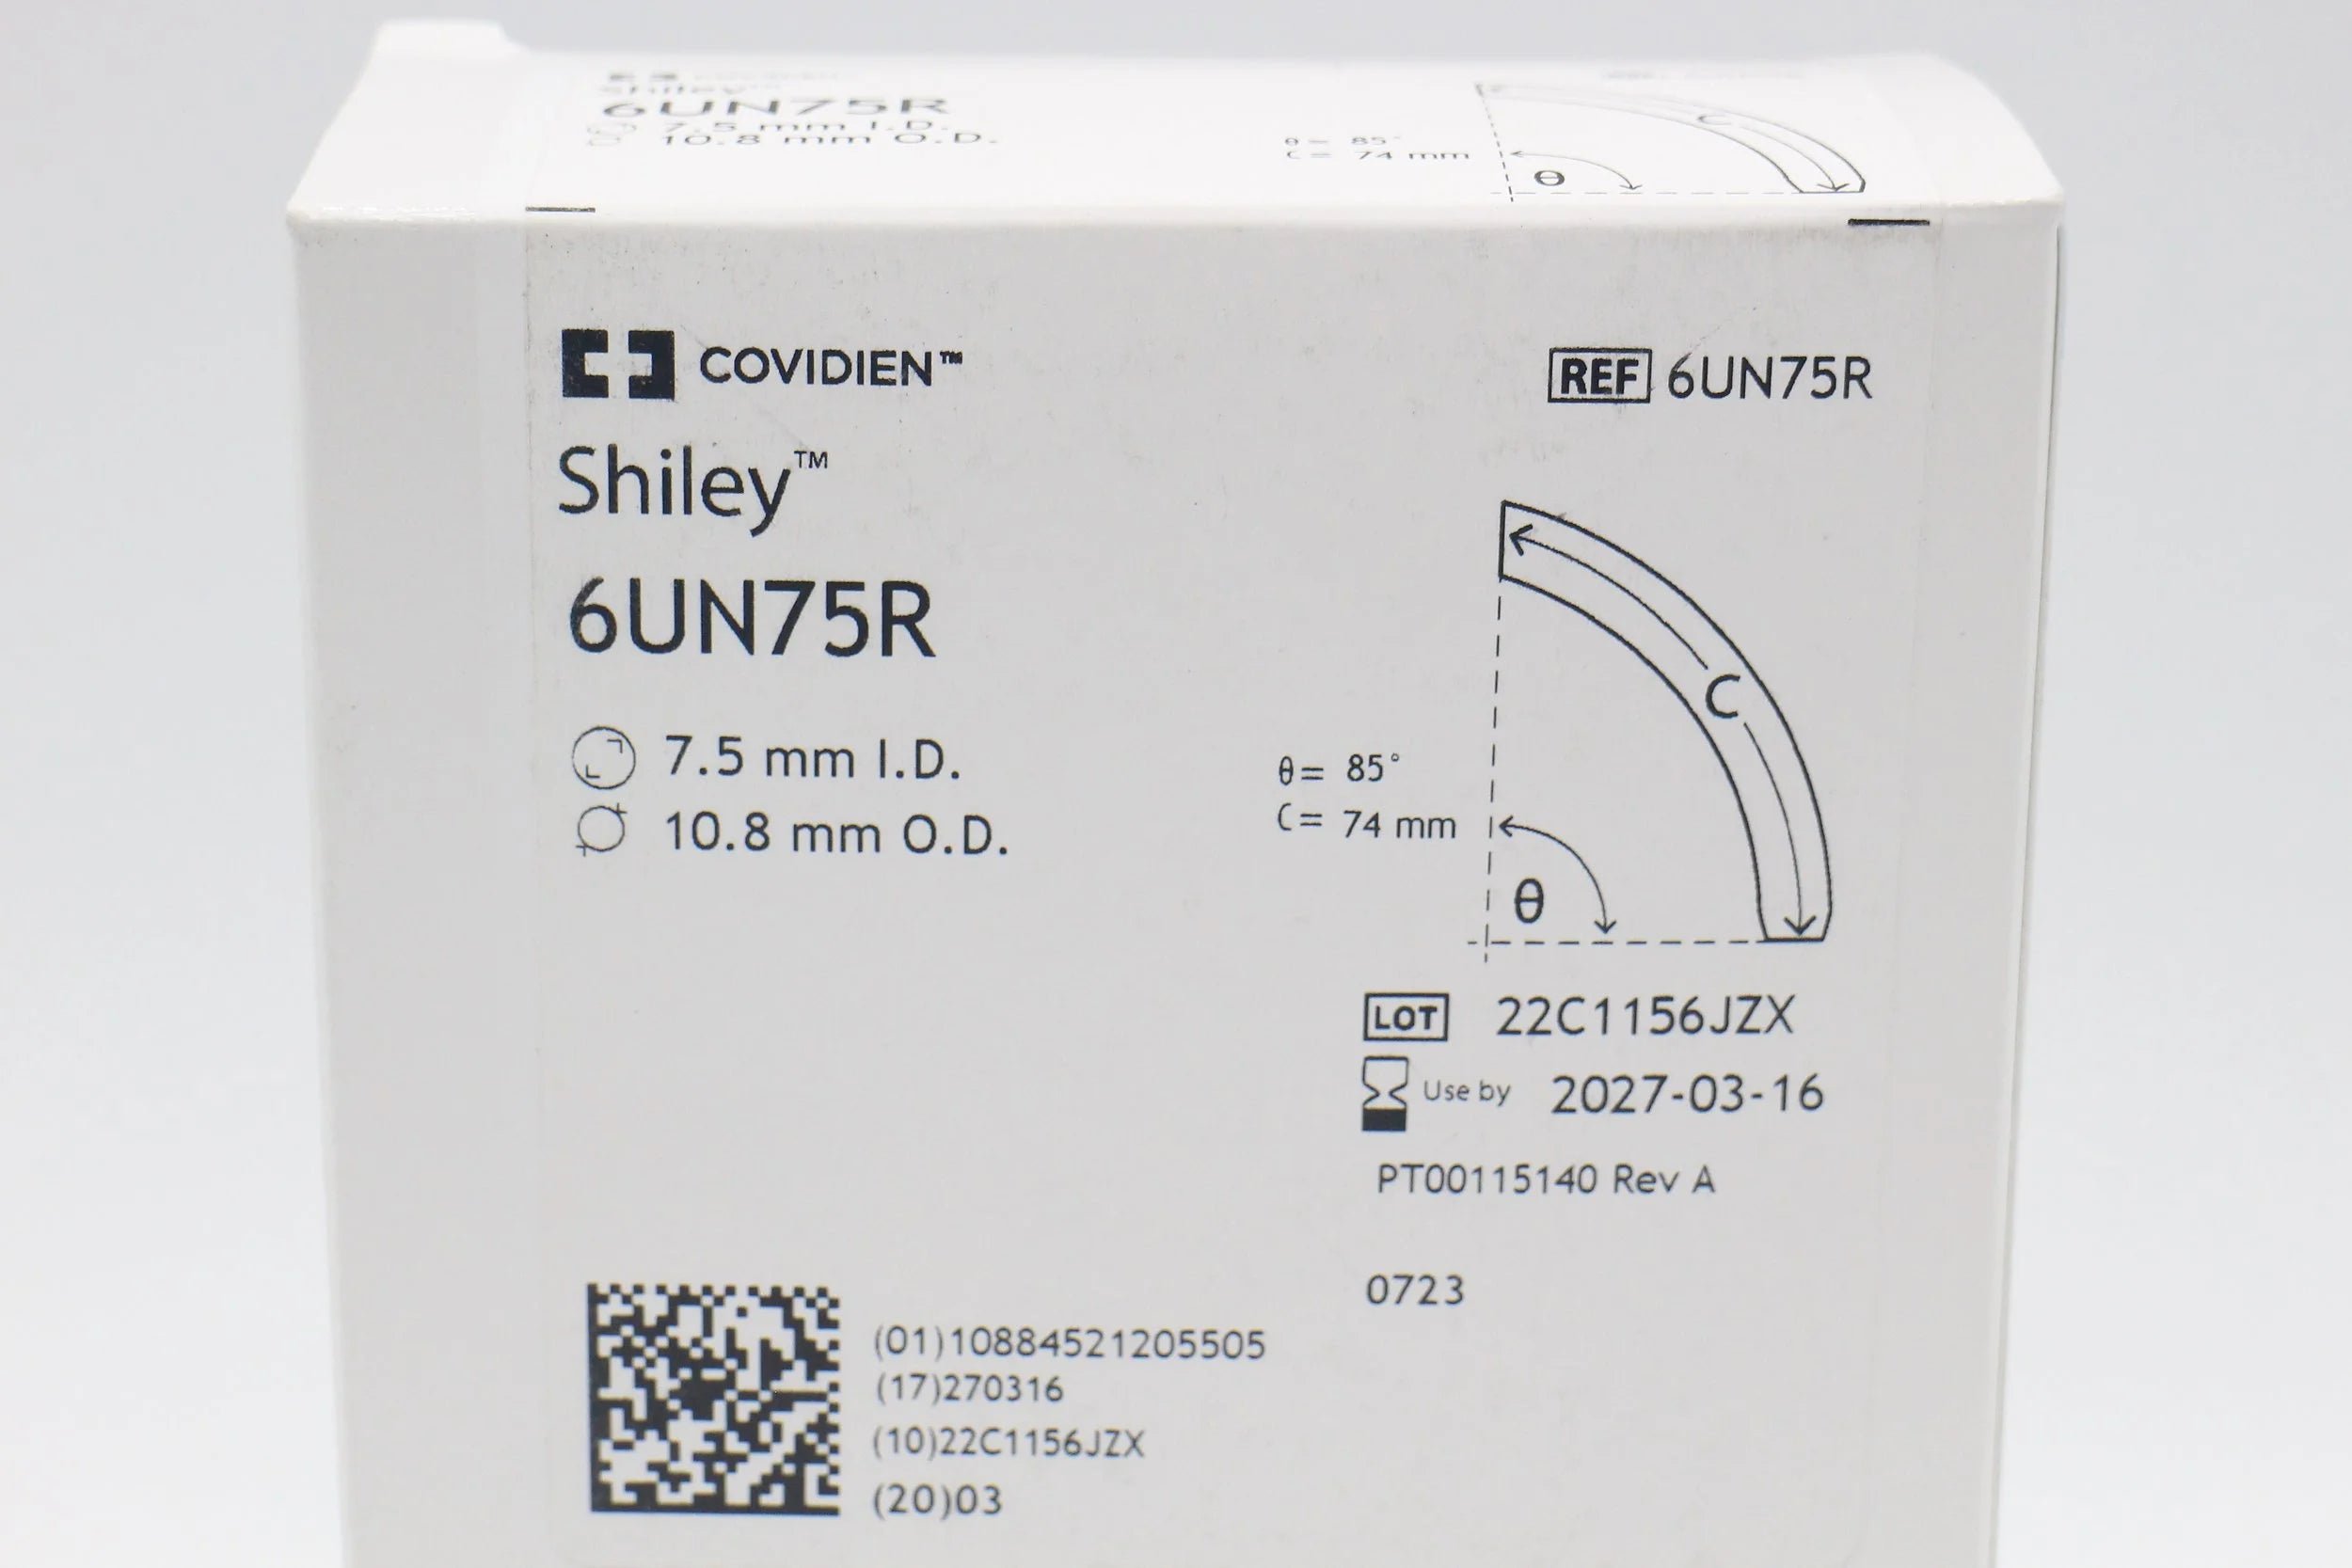 Shiley™
6UN75R
7.5 mm I.D.
10.8 mm O.D.
θ= 85°
C= 74 mm
C
θ
COVIDIEN™
REF 6UN75R
Shiley™
6UN75R
7.5 mm I.D.
10.8 mm O.D.
θ= 85°
C= 74 mm
C
θ
LOT 22C1156JZX
Use by 2027-03-16
PT00115140 Rev A
0723
(01)10884521205505
(17)270316
(10)22C1156JZX
(20)03